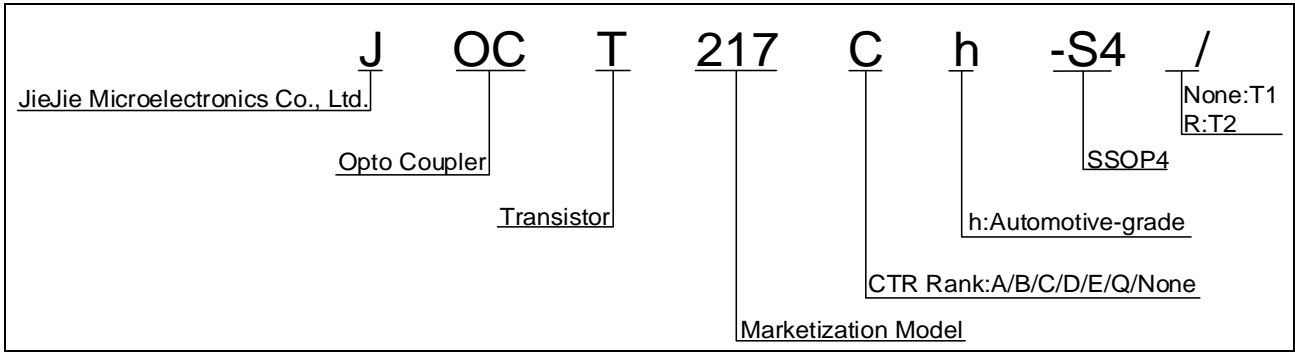 J OC T 217 C h -S4 /
JieJie Microelectronics Co., Ltd.
None:T1
R:T2
Opto Coupler
SSOP4
Transistor
h:Automotive-grade
CTR Rank:A/B/C/D/E/Q/None
Marketization Model